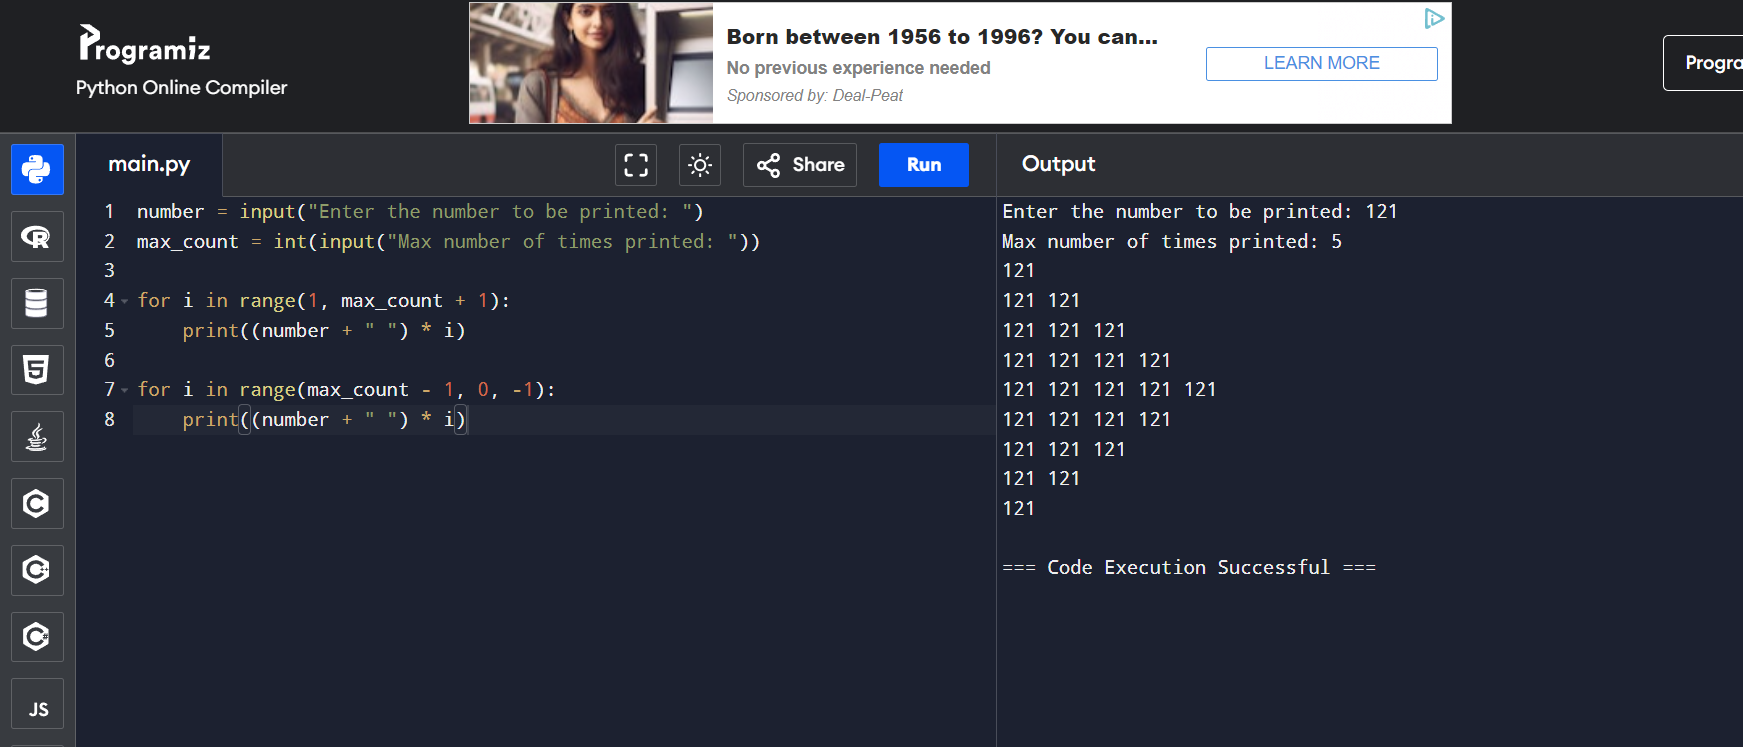 Programiz
Python Online Compiler
Born between 1956 to 1996? You can...
No previous experience needed
Sponsored by: Deal-Peat
LEARN MORE
Progra
main.py
Share
Run
Output
1 number = input("Enter the number to be printed: ")
2 max_count = int(input("Max number of times printed: "))
3
4 for i in range(1, max_count + 1):
5     print((number + " ") * i)
6
7 for i in range(max_count - 1, 0, -1):
8     print((number + " ") * i)
Enter the number to be printed: 121
Max number of times printed: 5
121
121 121
121 121 121
121 121 121 121
121 121 121 121 121
121 121 121 121
121 121 121
121 121
121
=== Code Execution Successful ===
R
5
C
C++
C#
JS